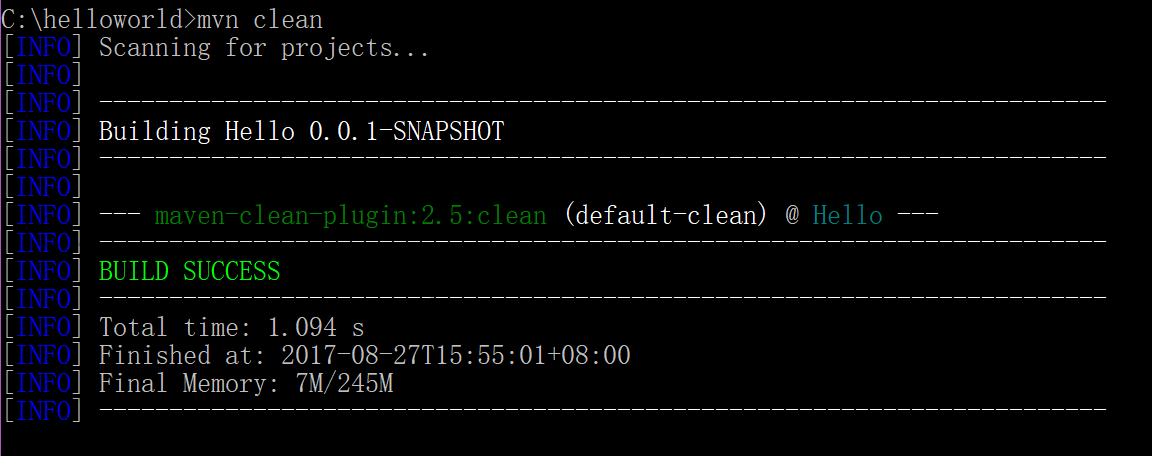 C:\helloworld>mvn clean
[INFO] Scanning for projects...
[INFO]
[INFO] ------------------------------------------------------------------------
[INFO] Building Hello 0.0.1-SNAPSHOT
[INFO] ------------------------------------------------------------------------
[INFO]
[INFO] --- maven-clean-plugin:2.5:clean (default-clean) @ Hello ---
[INFO] ------------------------------------------------------------------------
[INFO] BUILD SUCCESS
[INFO] ------------------------------------------------------------------------
[INFO] Total time: 1.094 s
[INFO] Finished at: 2017-08-27T15:55:01+08:00
[INFO] Final Memory: 7M/245M
[INFO] ------------------------------------------------------------------------